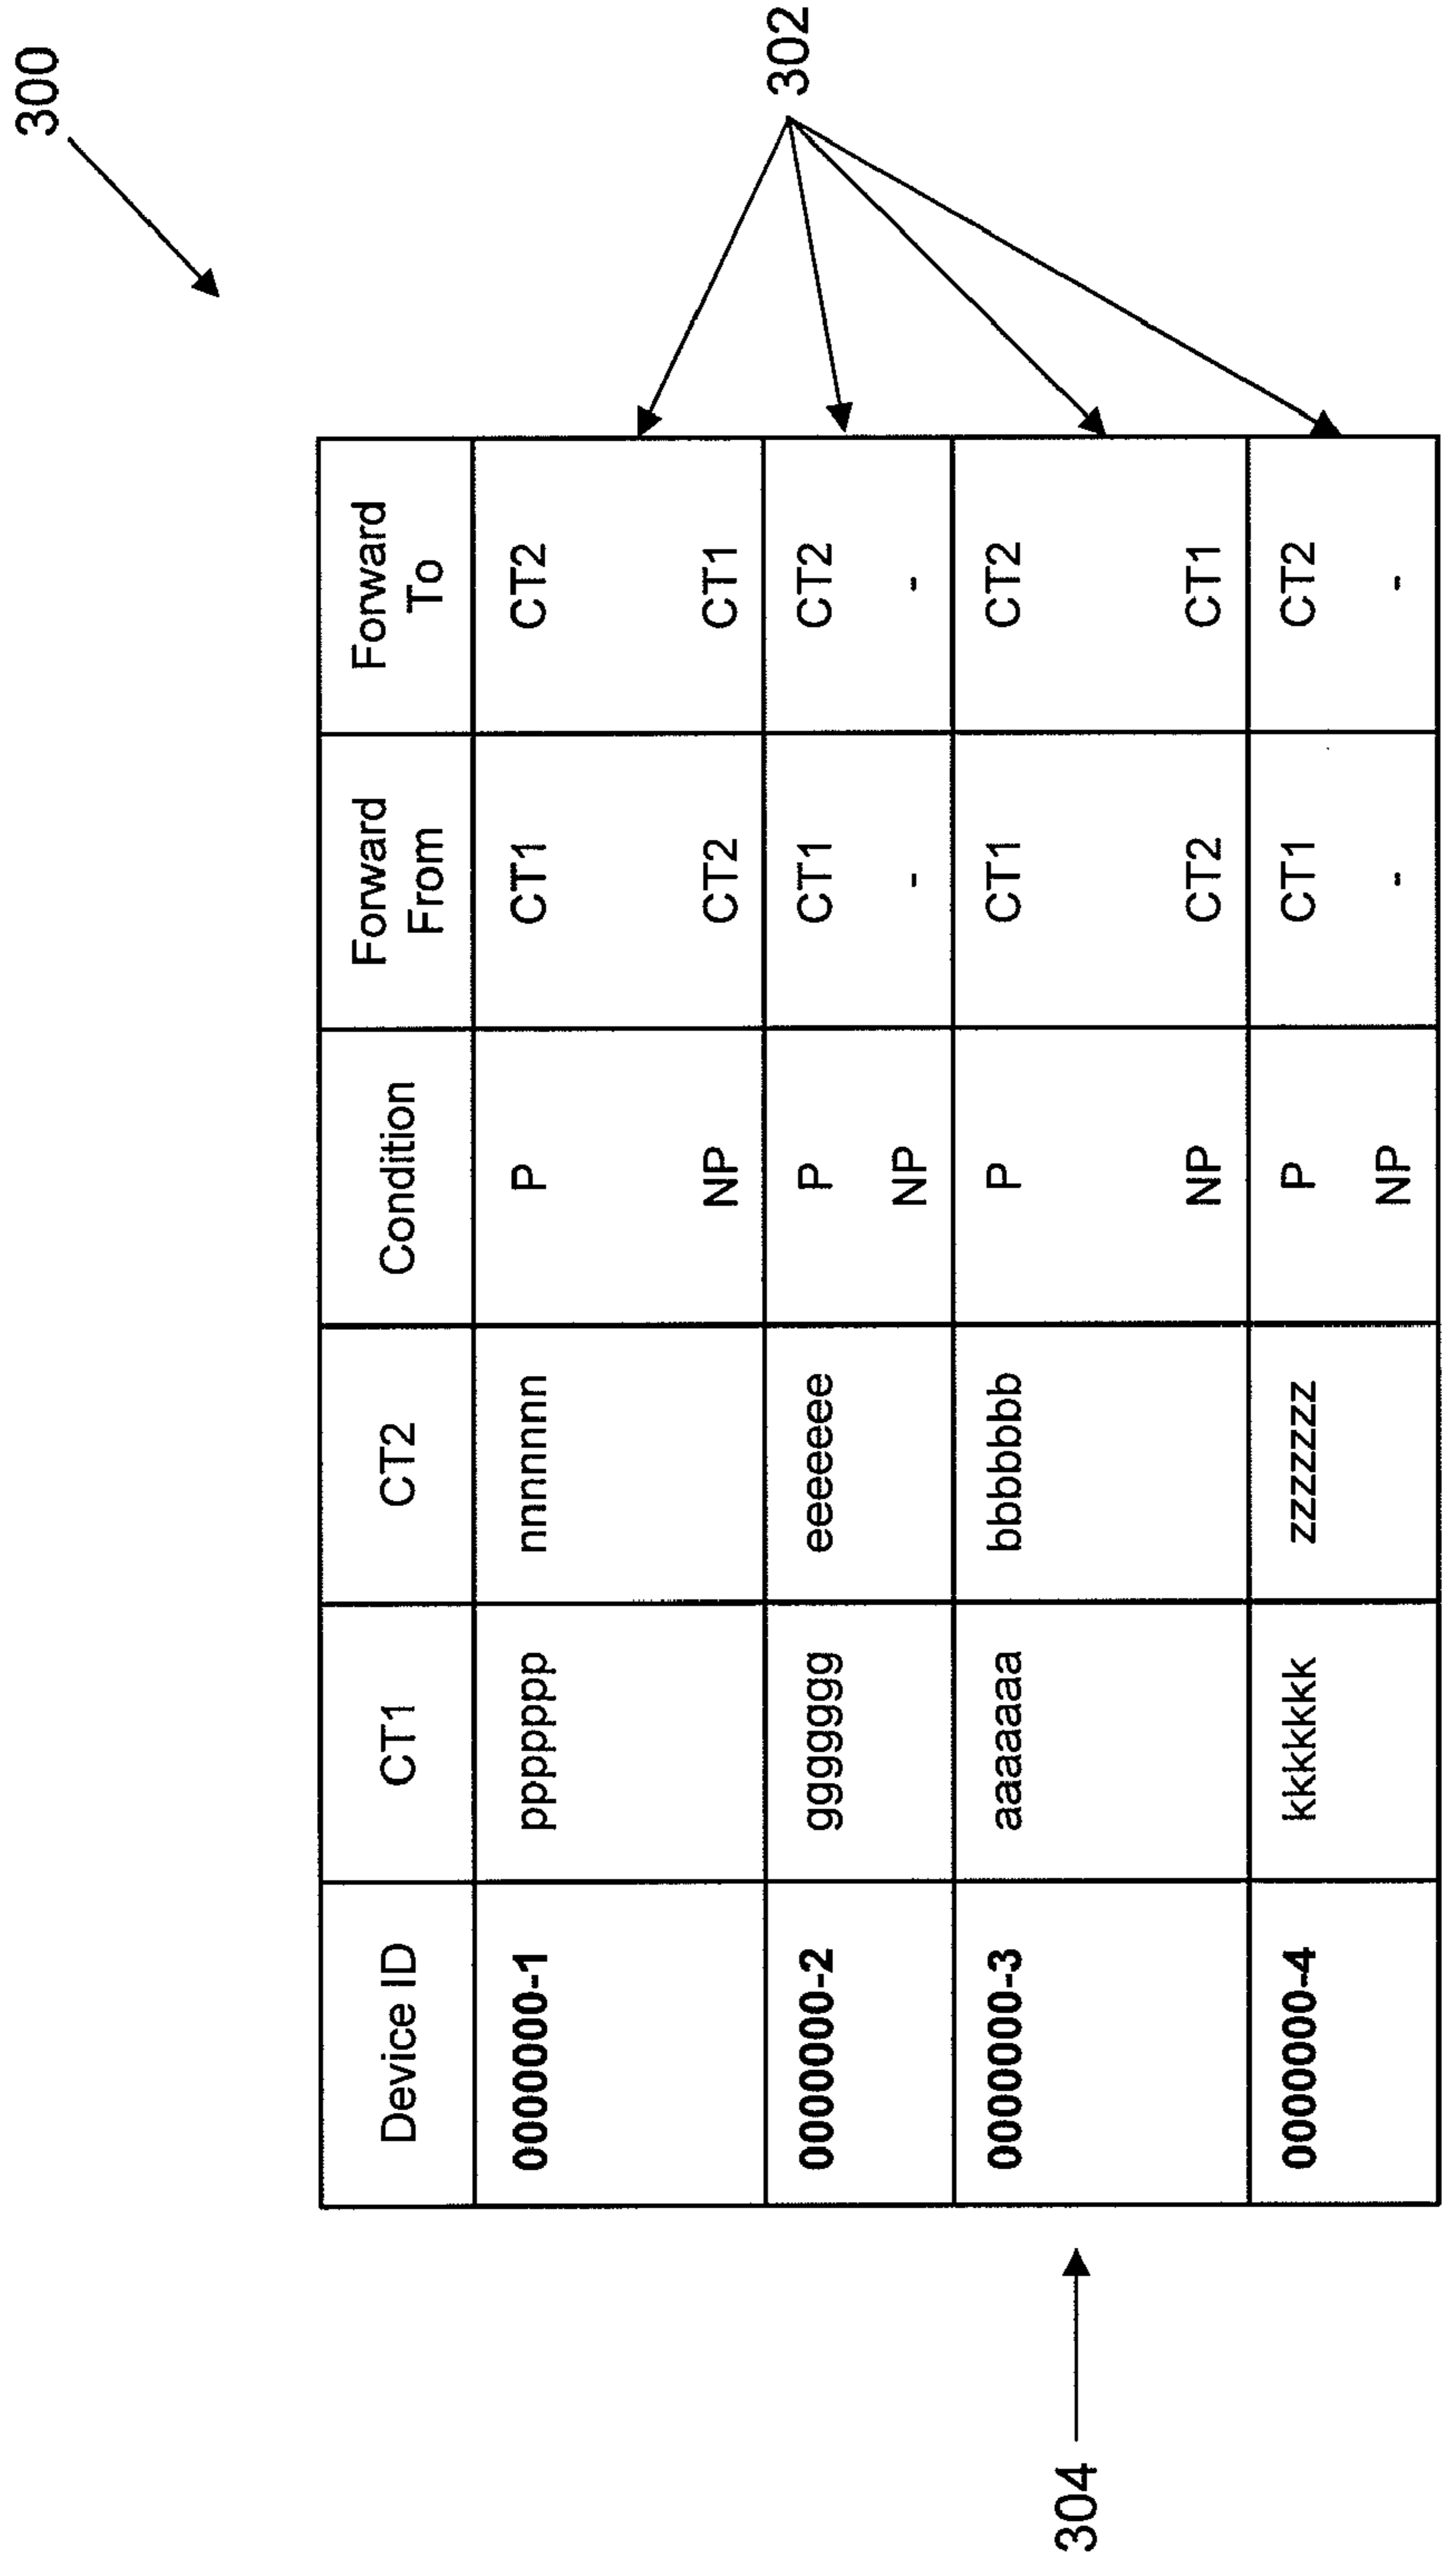 300
Device ID CT1 CT2 Condition Forward From Forward To
0000000-1 ppppppp nnnnnnn P CT1 CT2
NP CT2 CT1
0000000-2 ggggggg eeeeeee P CT1 CT2
NP - -
0000000-3 aaaaaaa bbbbbbb P CT1 CT2
NP CT2 CT1
0000000-4 kkkkkkk zzzzzzz P CT1 CT2
NP - -
302
304